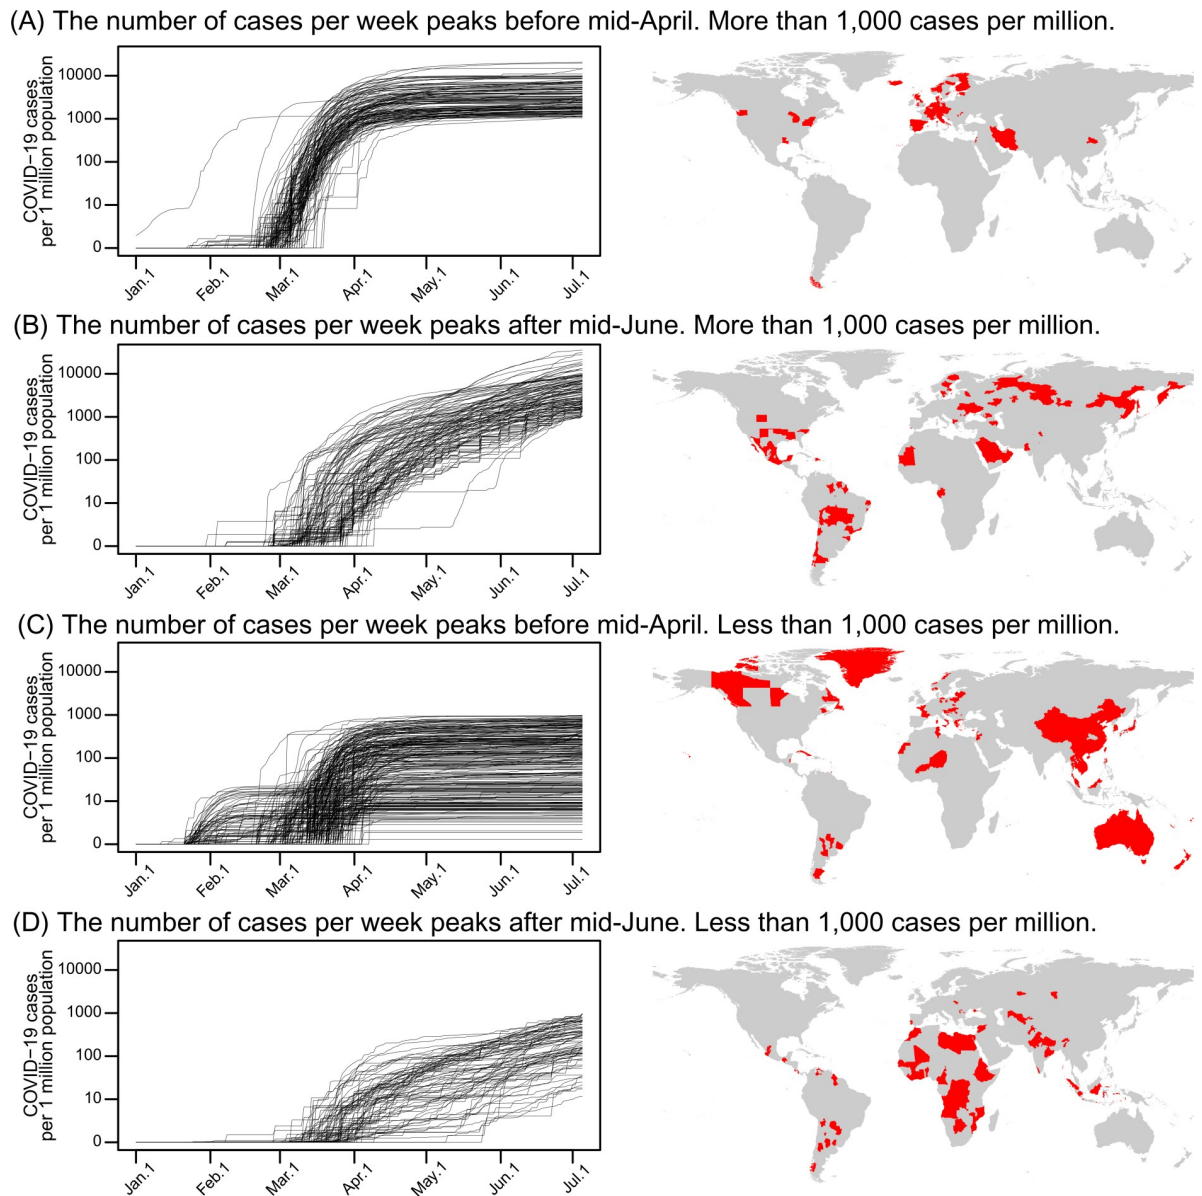 (A) The number of cases per week peaks before mid-April. More than 1,000 cases per million.
COVID−19 cases
per 1 million population
10000
1000
100
10
0
Jan.1
Feb.1
Mar.1
Apr.1
May.1
Jun.1
Jul.1
(B) The number of cases per week peaks after mid-June. More than 1,000 cases per million.
COVID−19 cases
per 1 million population
10000
1000
100
10
0
Jan.1
Feb.1
Mar.1
Apr.1
May.1
Jun.1
Jul.1
(C) The number of cases per week peaks before mid-April. Less than 1,000 cases per million.
COVID−19 cases
per 1 million population
10000
1000
100
10
0
Jan.1
Feb.1
Mar.1
Apr.1
May.1
Jun.1
Jul.1
(D) The number of cases per week peaks after mid-June. Less than 1,000 cases per million.
COVID−19 cases
per 1 million population
10000
1000
100
10
0
Jan.1
Feb.1
Mar.1
Apr.1
May.1
Jun.1
Jul.1